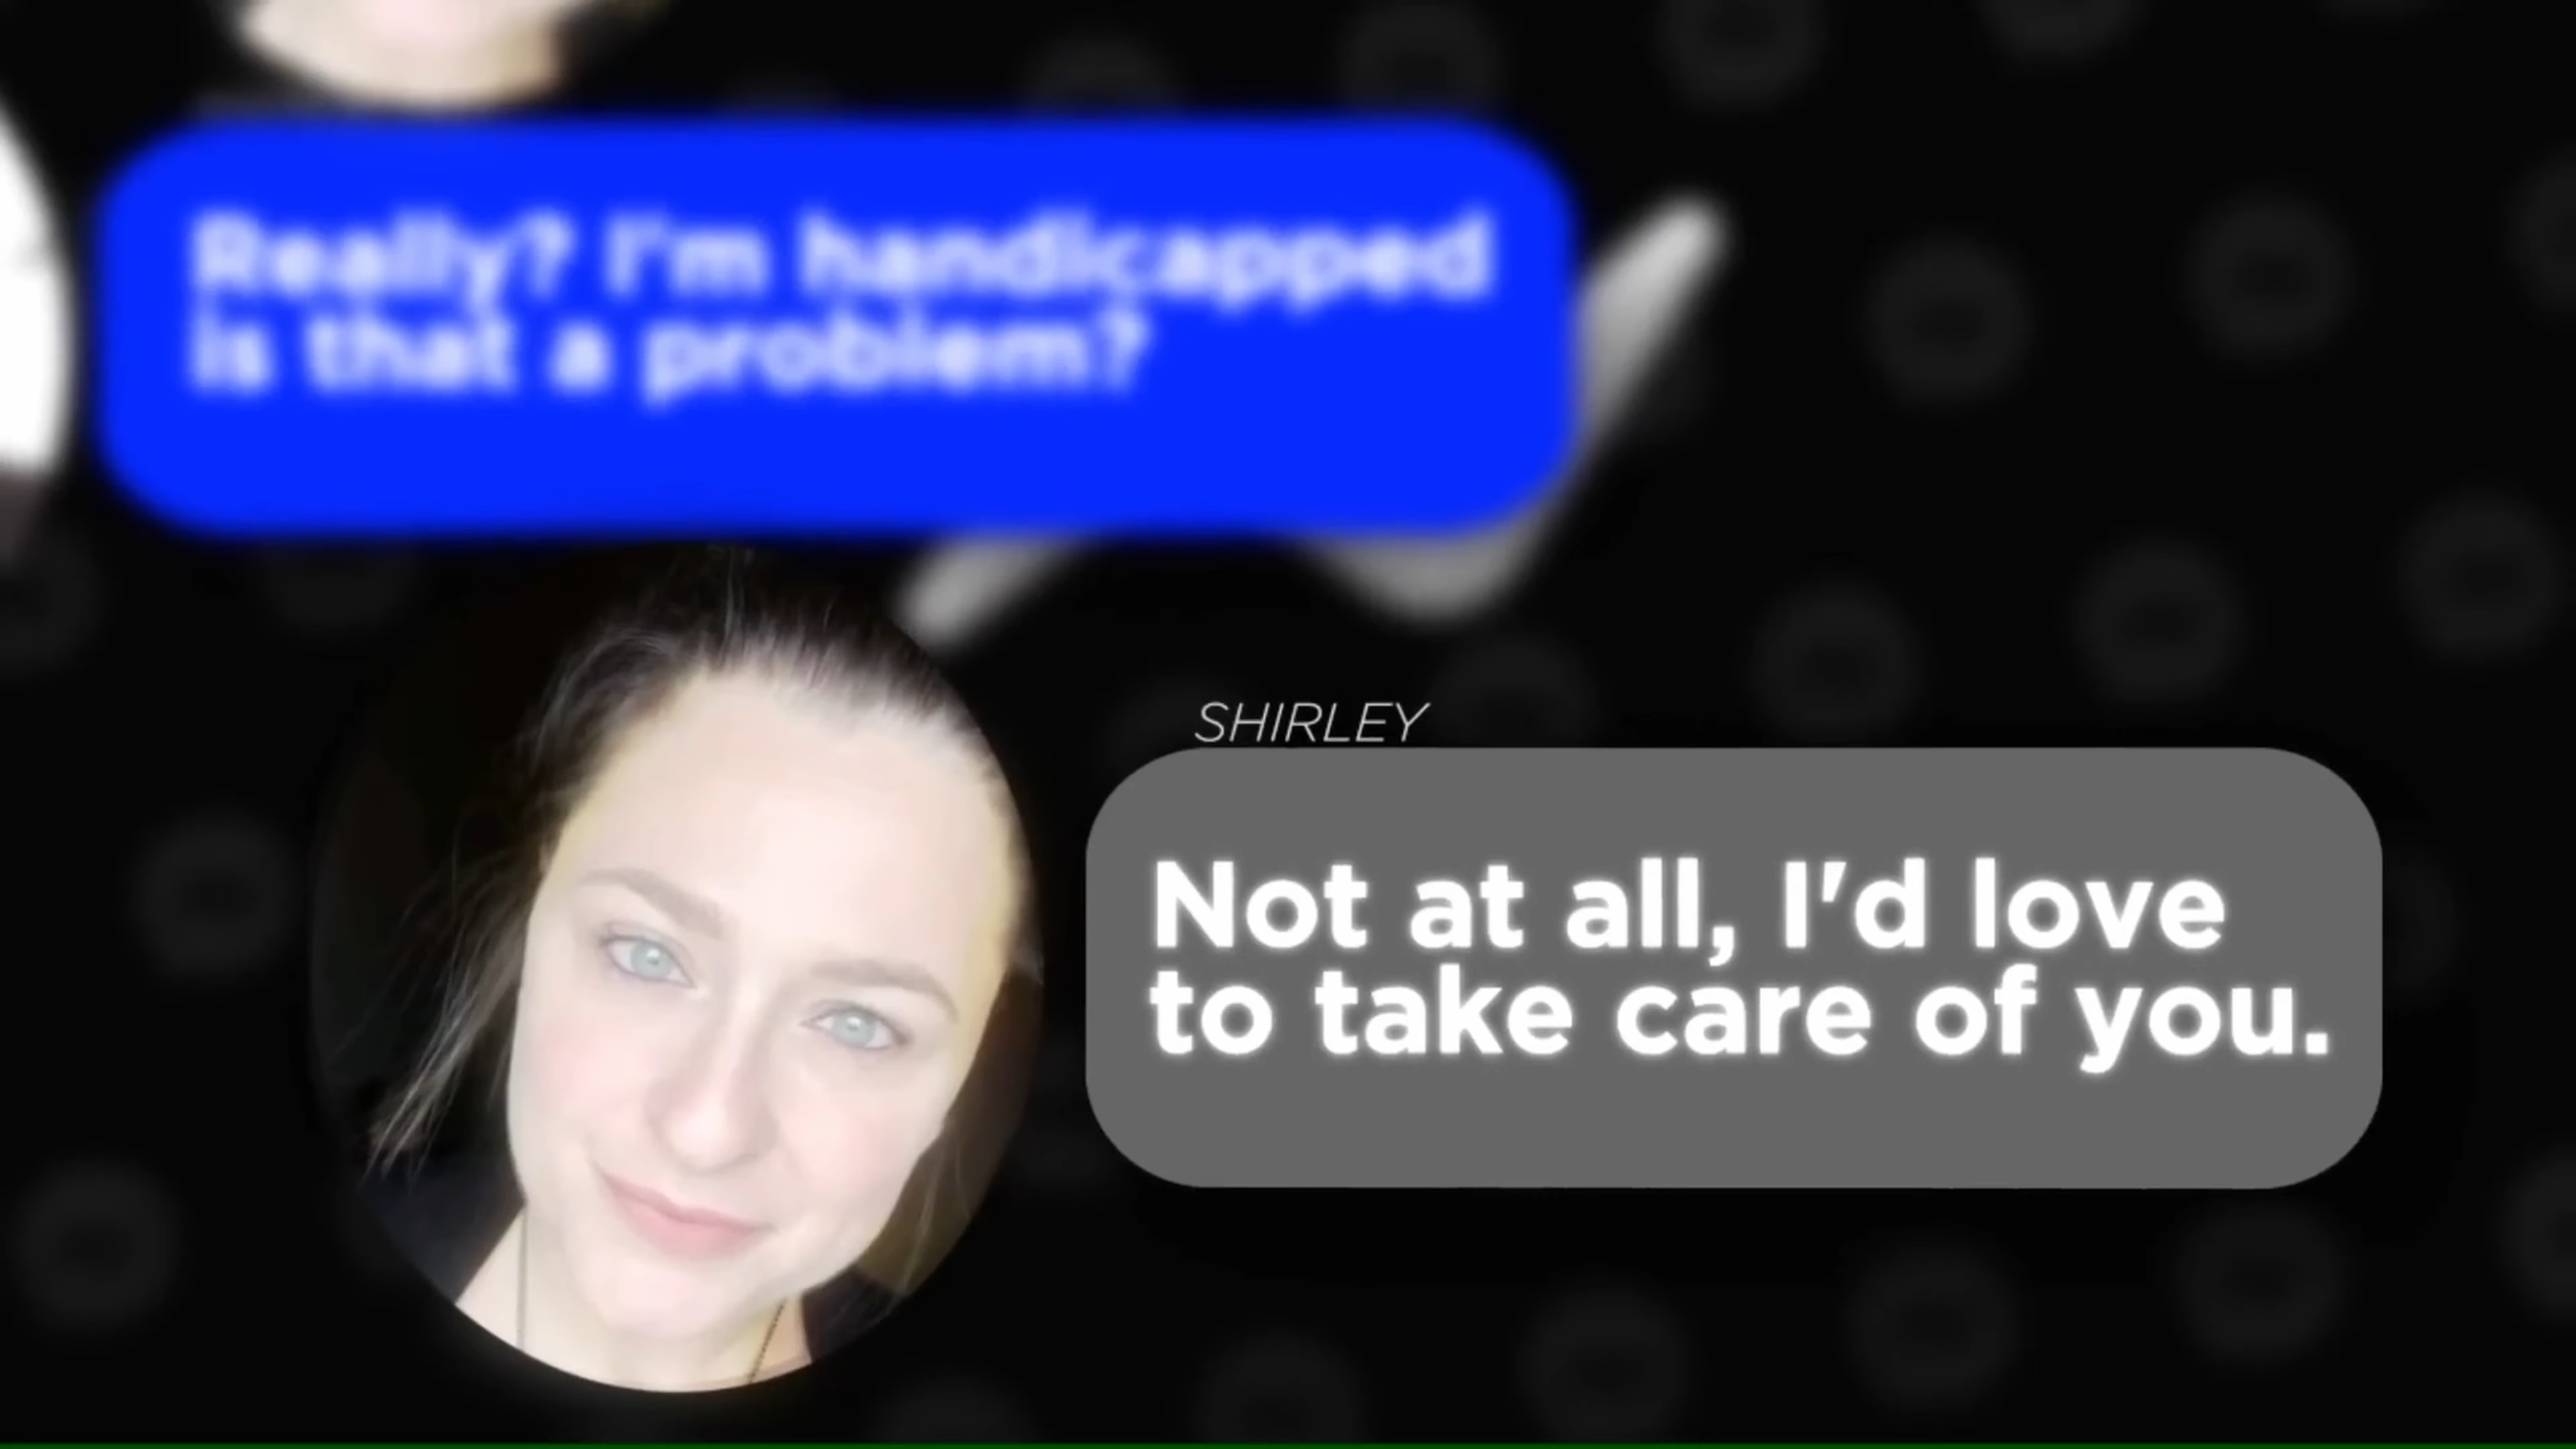 Really? I'm handicapped
is that a problem?
SHIRLEY
Not at all, I'd love
to take care of you.